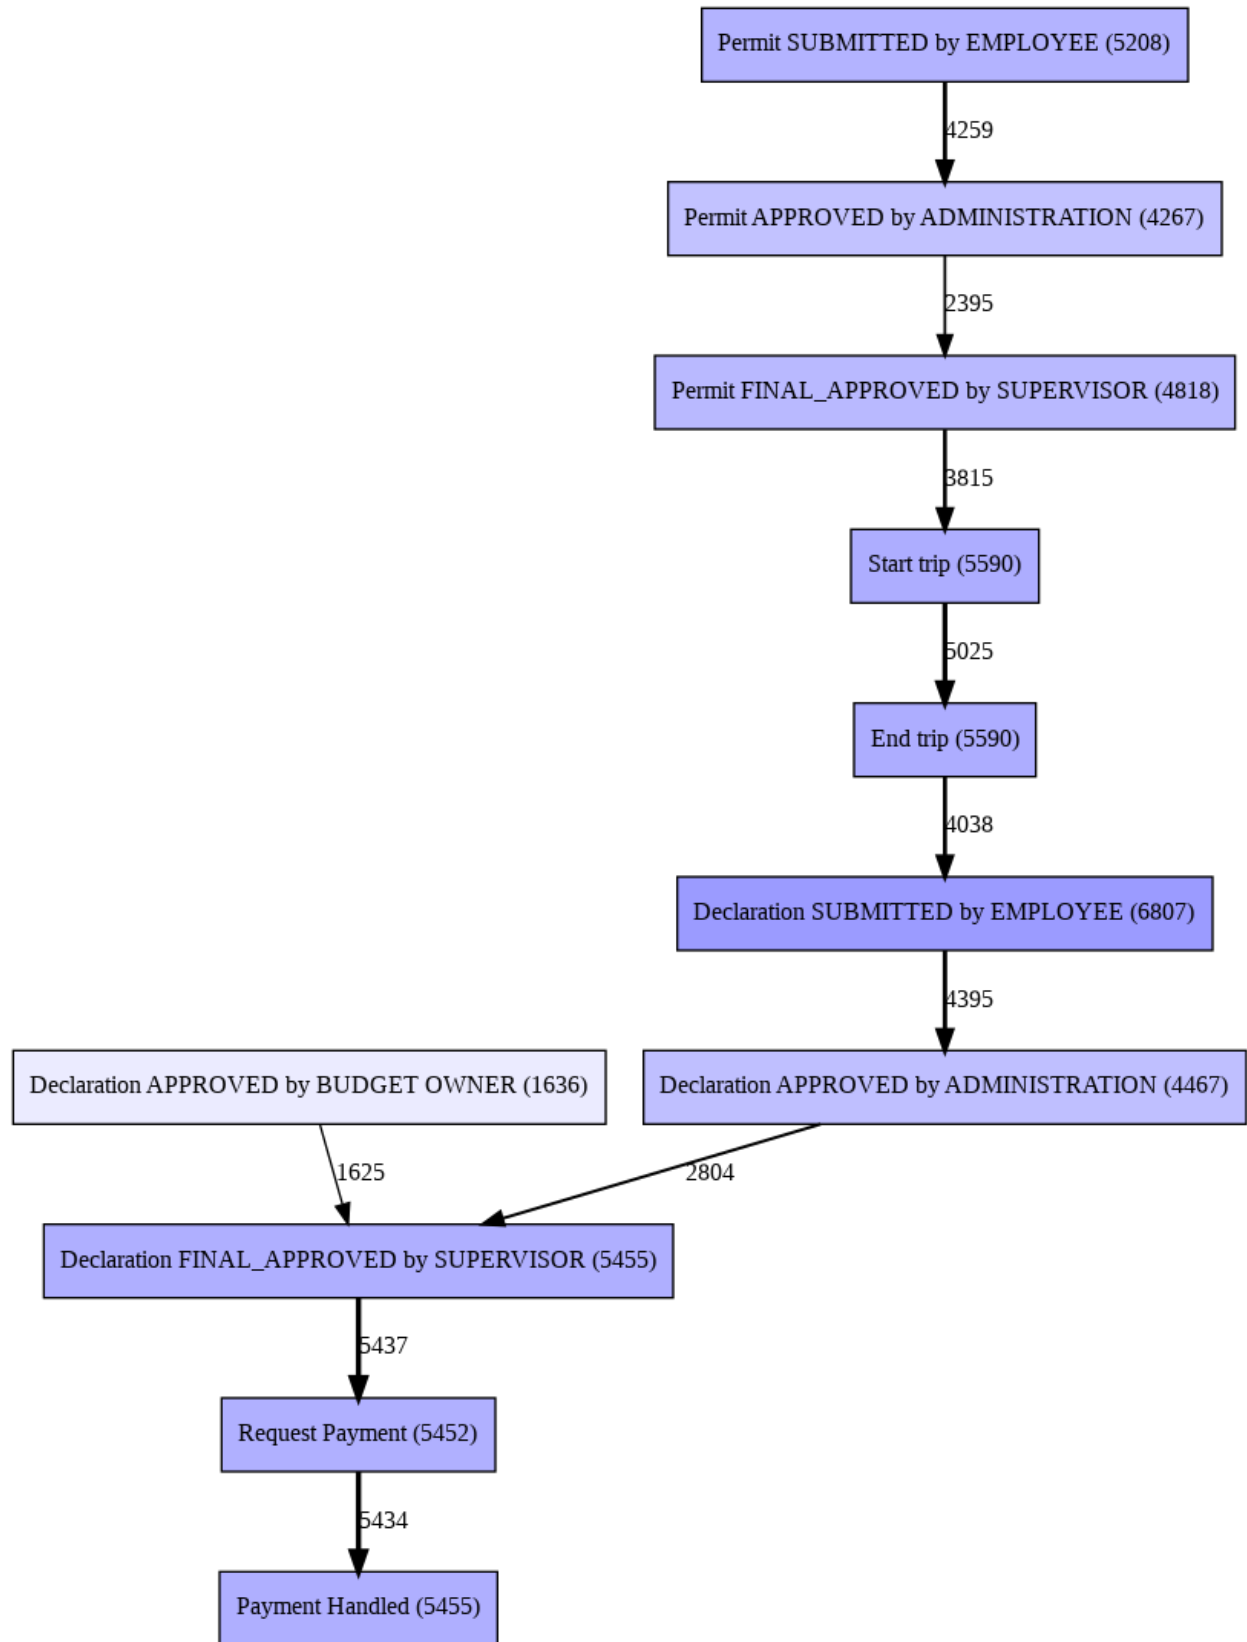 Permit SUBMITTED by EMPLOYEE (5208)
4259
Permit APPROVED by ADMINISTRATION (4267)
2395
Permit FINAL_APPROVED by SUPERVISOR (4818)
3815
Start trip (5590)
5025
End trip (5590)
4038
Declaration SUBMITTED by EMPLOYEE (6807)
4395
Declaration APPROVED by BUDGET OWNER (1636)
Declaration APPROVED by ADMINISTRATION (4467)
1625
2804
Declaration FINAL_APPROVED by SUPERVISOR (5455)
5437
Request Payment (5452)
5434
Payment Handled (5455)